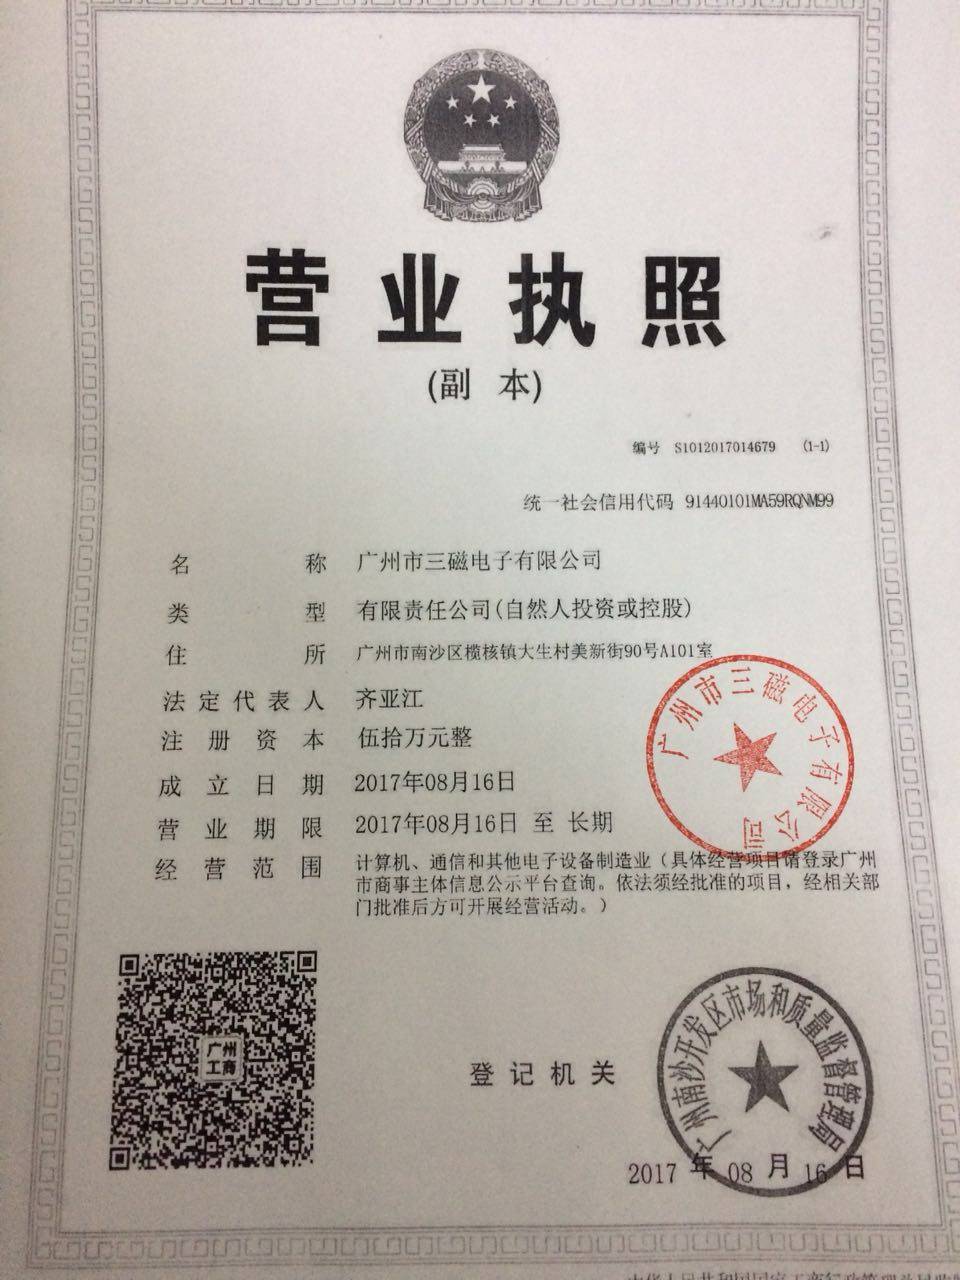 营业执照
(副 本)
编号 S1012017014679 (1-1)
统一社会信用代码 91440101MA59RQNM99
名 称 广州市三磁电子有限公司
类 型 有限责任公司(自然人投资或控股)
住 所 广州市南沙区榄核镇大生村美新街90号A101室
法定代表人 齐亚江
注册资本 伍拾万元整
成立日期 2017年08月16日
营业期限 2017年08月16日 至 长期
经营范围 计算机、通信和其他电子设备制造业（具体经营项目请登录广州
市商事主体信息公示平台查询。依法须经批准的项目，经相关部
门批准后方可开展经营活动。）
广州市三磁电子有限公司
广州
工商
登记机关
广州南沙开发区市场和质量监督管理局
2017 年 08 月 16 日